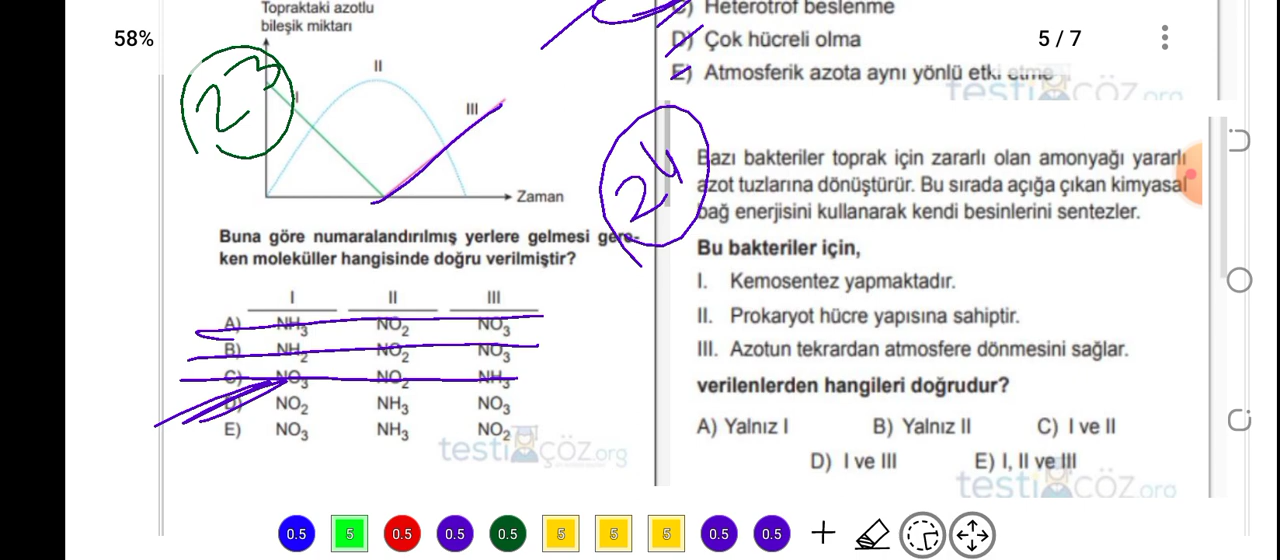 58%
Topraktaki azotlu
bileşik miktarı
23
I
II
III
Zaman
Buna göre numaralandırılmış yerlere gelmesi gere-
ken moleküller hangisinde doğru verilmiştir?
I II III
A) NH3 NO2 NO3
B) NH2 NO2 NO3
C) NO3 NO2 NH3
D) NO2 NH3 NO3
E) NO3 NH3 NO2
testiçöz.org
C) Heterotrof beslenme
D) Çok hücreli olma
5 / 7
E) Atmosferik azota aynı yönlü etki etme
testiçöz.org
24
Bazı bakteriler toprak için zararlı olan amonyağı yararlı
azot tuzlarına dönüştürür. Bu sırada açığa çıkan kimyasal
bağ enerjisini kullanarak kendi besinlerini sentezler.
Bu bakteriler için,
I. Kemosentez yapmaktadır.
II. Prokaryot hücre yapısına sahiptir.
III. Azotun tekrardan atmosfere dönmesini sağlar.
verilenlerden hangileri doğrudur?
A) Yalnız I B) Yalnız II C) I ve II
D) I ve III E) I, II ve III
testiçöz.org
0.5 5 0.5 0.5 0.5 5 5 5 0.5 0.5